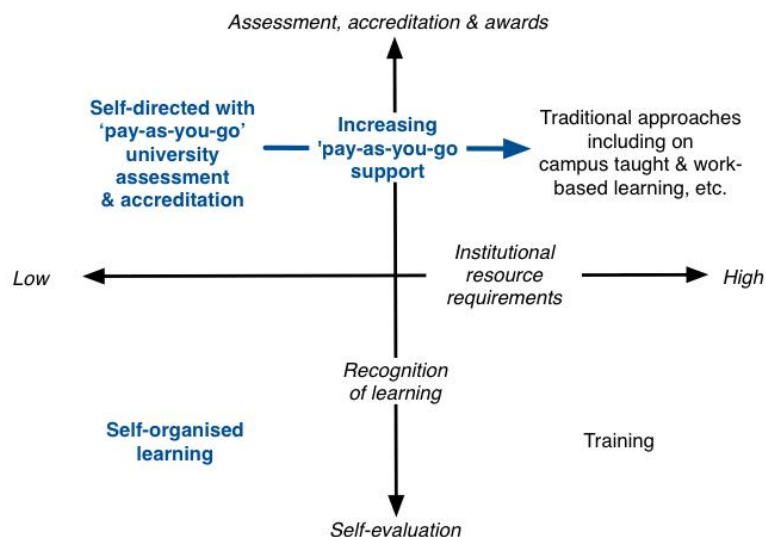 Assessment, accreditation & awards
Self-directed with
‘pay-as-you-go’
university
assessment
& accreditation
Increasing
'pay-as-you-go
support
Traditional approaches
including on
campus taught & work-
based learning, etc.
Low
Institutional
resource
requirements
High
Recognition
of learning
Self-organised
learning
Training
Self-evaluation